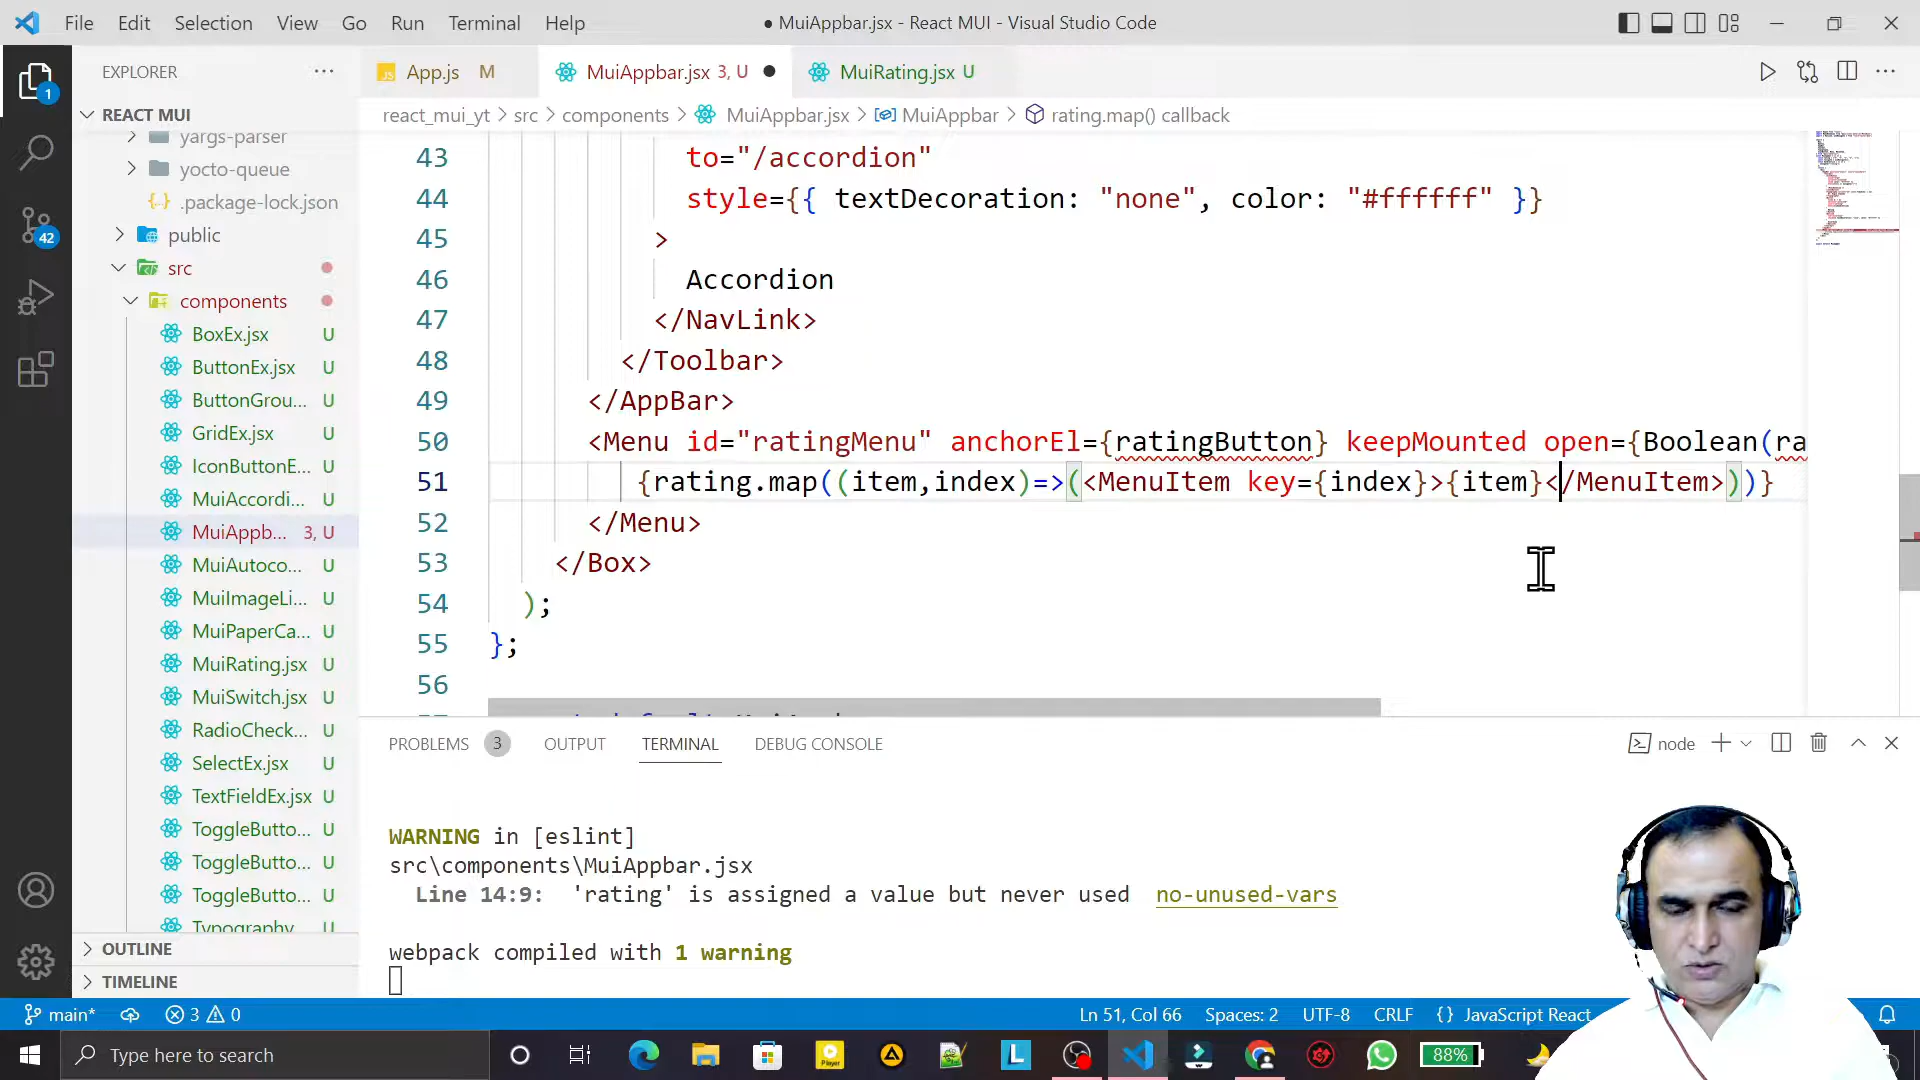 File Edit Selection View Go Run Terminal Help
● MuiAppbar.jsx - React MUI - Visual Studio Code
EXPLORER ...
App.js M
MuiAppbar.jsx 3, U ●
MuiRating.jsx U
REACT MUI
react_mui_yt > src > components > MuiAppbar.jsx > MuiAppbar > rating.map() callback
yargs-parser
yocto-queue
.package-lock.json
public
src
components
BoxEx.jsx U
ButtonEx.jsx U
ButtonGrou... U
GridEx.jsx U
IconButtonE... U
MuiAccordi... U
MuiAppb... 3, U
MuiAutoco... U
MuiImageLi... U
MuiPaperCa... U
MuiRating.jsx U
MuiSwitch.jsx U
RadioCheck... U
SelectEx.jsx U
TextFieldEx.jsx U
ToggleButto... U
ToggleButto... U
ToggleButto... U
Typography U
OUTLINE
TIMELINE
1
42
43 to="/accordion"
44 style={{ textDecoration: "none", color: "#ffffff" }}
45 >
46 Accordion
47 </NavLink>
48 </Toolbar>
49 </AppBar>
50 <Menu id="ratingMenu" anchorEl={ratingButton} keepMounted open={Boolean(ra
51 {rating.map((item,index)=>(<MenuItem key={index}>{item}</MenuItem>))}
52 </Menu>
53 </Box>
54 );
55 };
56
PROBLEMS 3 OUTPUT TERMINAL DEBUG CONSOLE
node
WARNING in [eslint]
src\components\MuiAppbar.jsx
Line 14:9: 'rating' is assigned a value but never used no-unused-vars
webpack compiled with 1 warning
main* 3 0
Ln 51, Col 66 Spaces: 2 UTF-8 CRLF {} JavaScript React
Type here to search
L
Player
88%